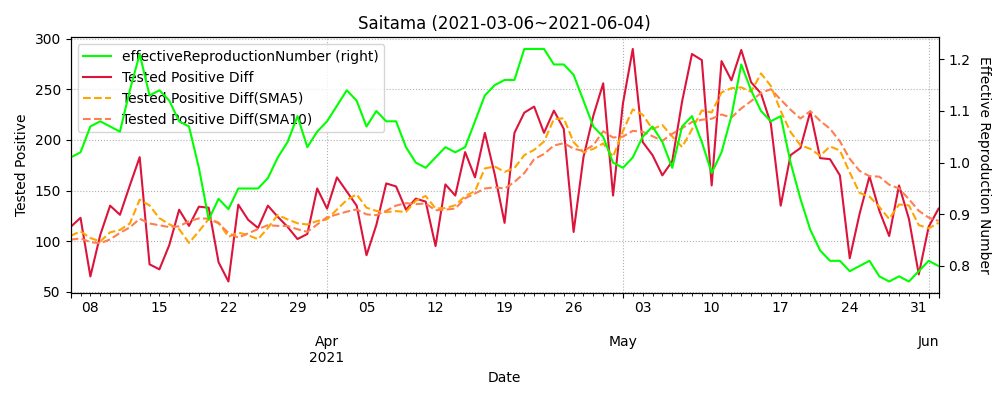 Saitama (2021-03-06~2021-06-04)
effectiveReproductionNumber (right)
Tested Positive Diff
Tested Positive Diff(SMA5)
Tested Positive Diff(SMA10)
Tested Positive
300
250
200
150
100
50
1.2
1.1
1.0
0.9
0.8
Effective Reproduction Number
08 15 22 29 05 12 19 26 03 10 17 24 31
Apr May Jun
2021
Date